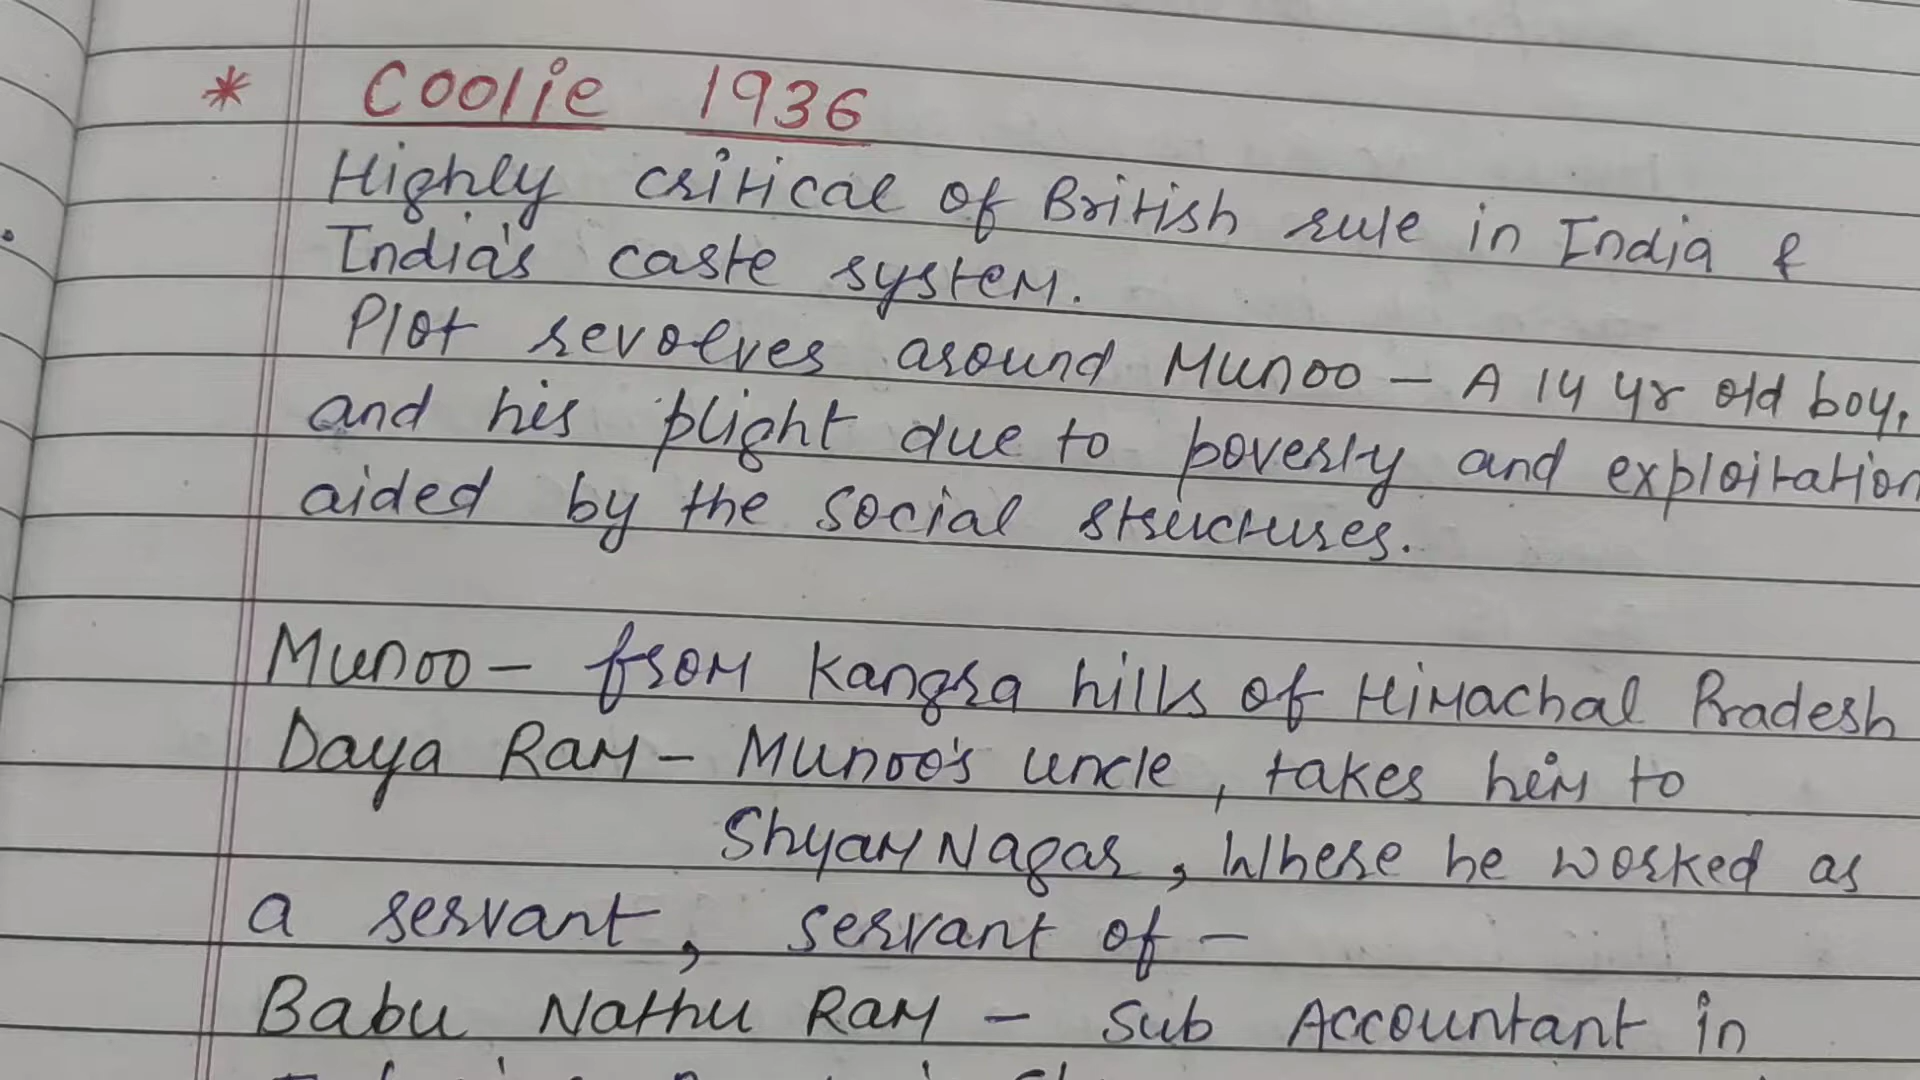 * Coolie 1936
Highly critical of British rule in India &
India's caste system.
Plot revolves around Munoo - A 14 yr old boy,
and his plight due to poverty and exploitation
aided by the social structures.
Munoo - from Kangra hills of Himachal Pradesh
Daya Ram - Munoo's uncle, takes him to
Shyam Nagar, Where he worked as
a servant, servant of -
Babu Nathu Ram - Sub Accountant in